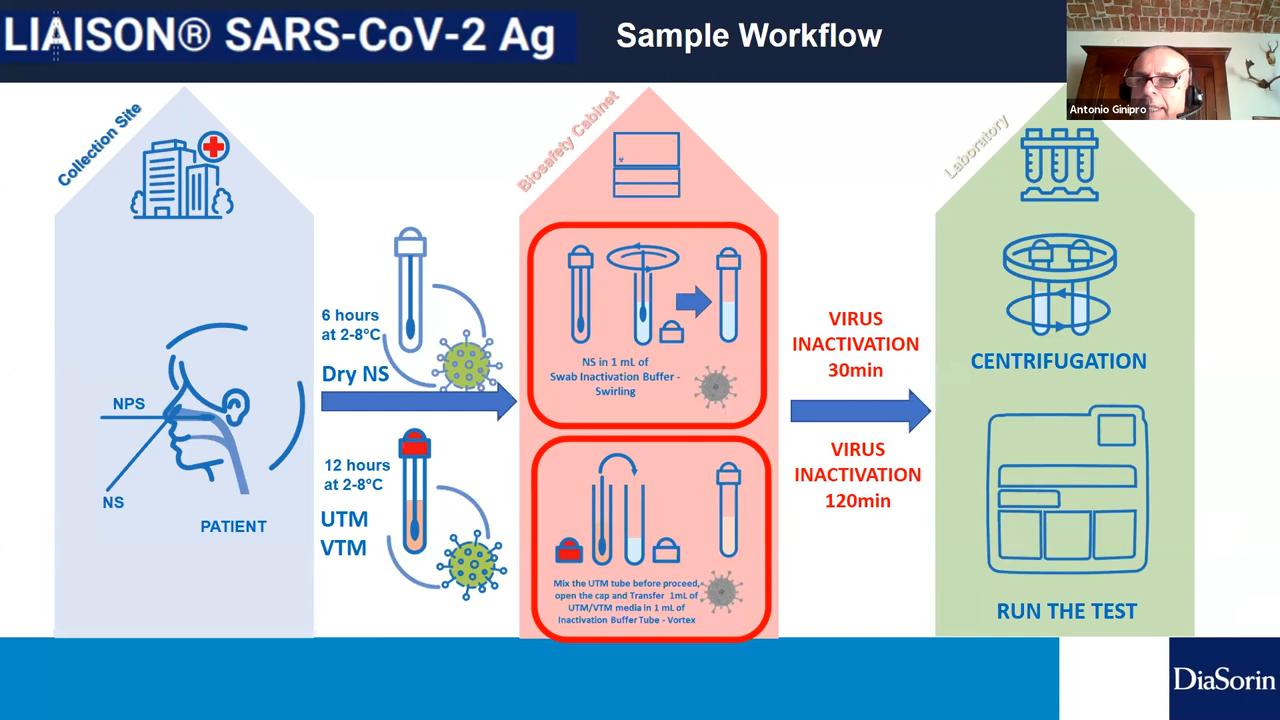 LIAISON® SARS-CoV-2 Ag
Sample Workflow
Antonio Ginipro
Collection Site
NPS
NS
PATIENT
6 hours
at 2-8°C
Dry NS
12 hours
at 2-8°C
UTM
VTM
Biosafety Cabinet
NS in 1 mL of
Swab Inactivation Buffer -
Swirling
Mix the UTM tube before proceed,
open the cap and Transfer 1mL of
UTM/VTM media in 1 mL of
Inactivation Buffer Tube - Vortex
VIRUS
INACTIVATION
30min
VIRUS
INACTIVATION
120min
Laboratory
CENTRIFUGATION
RUN THE TEST
DiaSorin